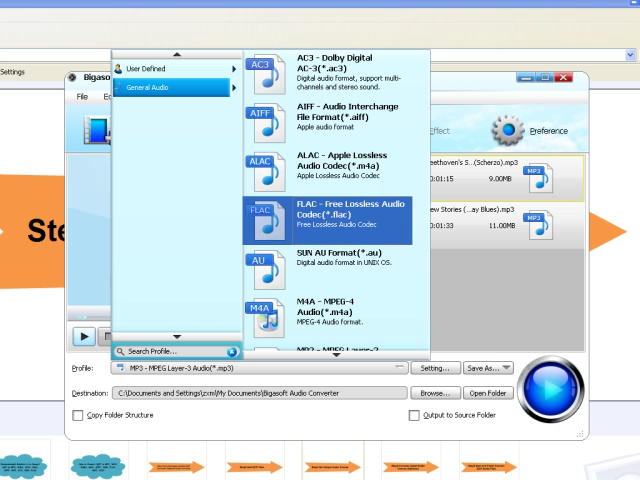 Settings
Bigaso
File
Ste
User Defined
General Audio
Search Profile...
AC3
AC3 - Dolby Digital
AC-3(*.ac3)
Digital audio format, support multi-
channels and stereo sound.
AIFF
AIFF - Audio Interchange
File Format(*.aiff)
Apple audio format
ALAC
ALAC - Apple Lossless
Audio Codec(*.m4a)
Apple Lossless Audio Codec
FLAC
FLAC - Free Lossless Audio
Codec(*.flac)
Free Lossless Audio Codec
AU
SUN AU Format(*.au)
Digital audio format in UNIX OS.
M4A
M4A - MPEG-4
Audio(*.m4a)
MPEG-4 Audio format.
MP2 - MPEG Layer-2
Effect
Preference
eethoven's S...(Scherzo).mp3
0:01:15
9.00MB
MP3
ew Stories (...ay Blues).mp3
0:01:33
11.00MB
MP3
Profile:
MP3 - MPEG Layer-3 Audio(*.mp3)
Setting...
Save As...
Destination:
C:\Documents and Settings\zxml\My Documents\Bigasoft Audio Converter
Browse...
Open Folder
Copy Folder Structure
Output to Source Folder